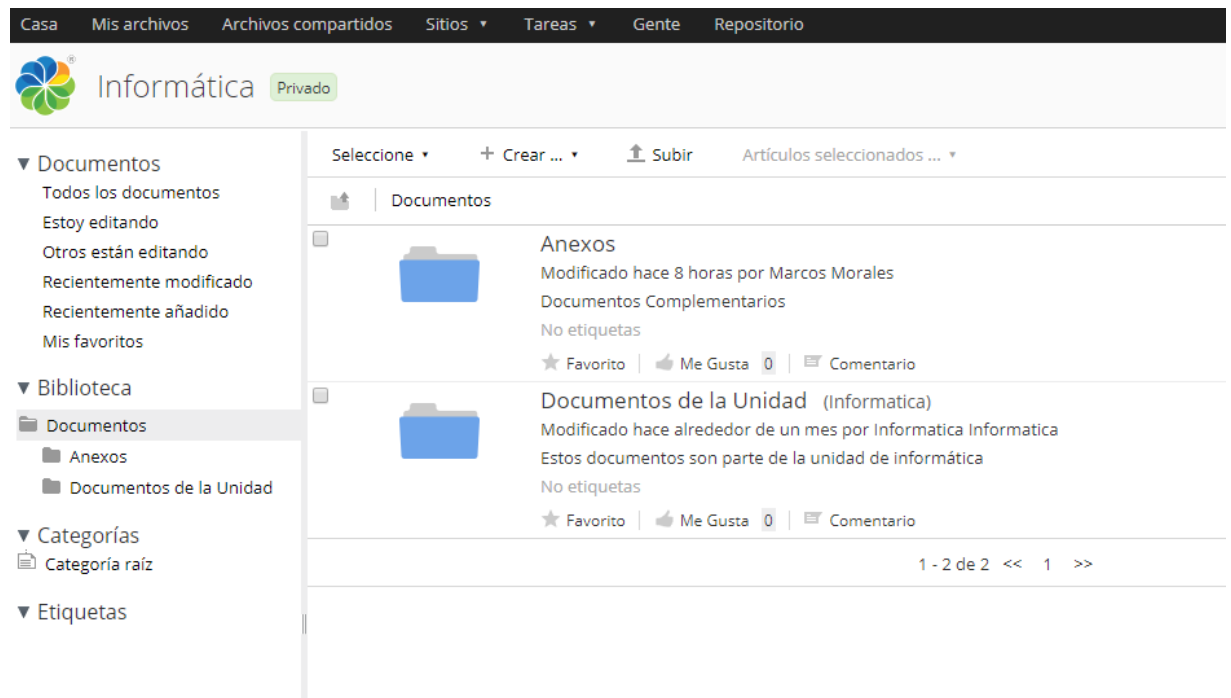 Casa Mis archivos Archivos compartidos Sitios Tareas Gente Repositorio
Informática Privado
Documentos
Todos los documentos
Estoy editando
Otros están editando
Recientemente modificado
Recientemente añadido
Mis favoritos
Biblioteca
Documentos
Anexos
Documentos de la Unidad
Categorías
Categoría raíz
Etiquetas
Seleccione + Crear ... Subir Artículos seleccionados ...
Documentos
Anexos
Modificado hace 8 horas por Marcos Morales
Documentos Complementarios
No etiquetas
Favorito Me Gusta 0 Comentario
Documentos de la Unidad (Informatica)
Modificado hace alrededor de un mes por Informatica Informatica
Estos documentos son parte de la unidad de informática
No etiquetas
Favorito Me Gusta 0 Comentario
1 - 2 de 2 << 1 >>